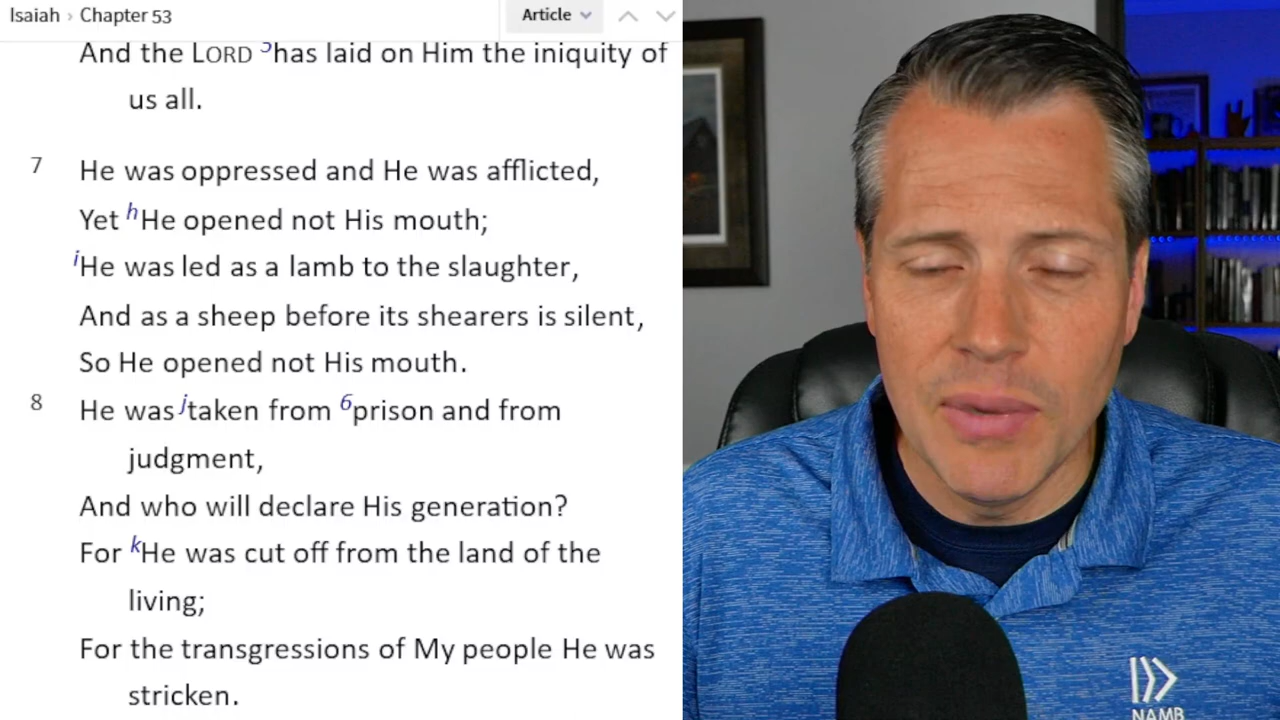 Isaiah › Chapter 53
Article
And the LORD 5has laid on Him the iniquity of
us all.
7 He was oppressed and He was afflicted,
Yet hHe opened not His mouth;
iHe was led as a lamb to the slaughter,
And as a sheep before its shearers is silent,
So He opened not His mouth.
8 He was jtaken from 6prison and from
judgment,
And who will declare His generation?
For kHe was cut off from the land of the
living;
For the transgressions of My people He was
stricken.
NAMB